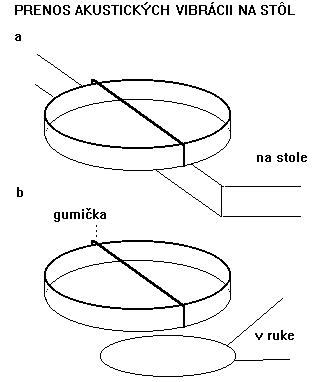 PRENOS AKUSTICKÝCH VIBRÁCII NA STÔL
a
na stole
b
gumička
v ruke